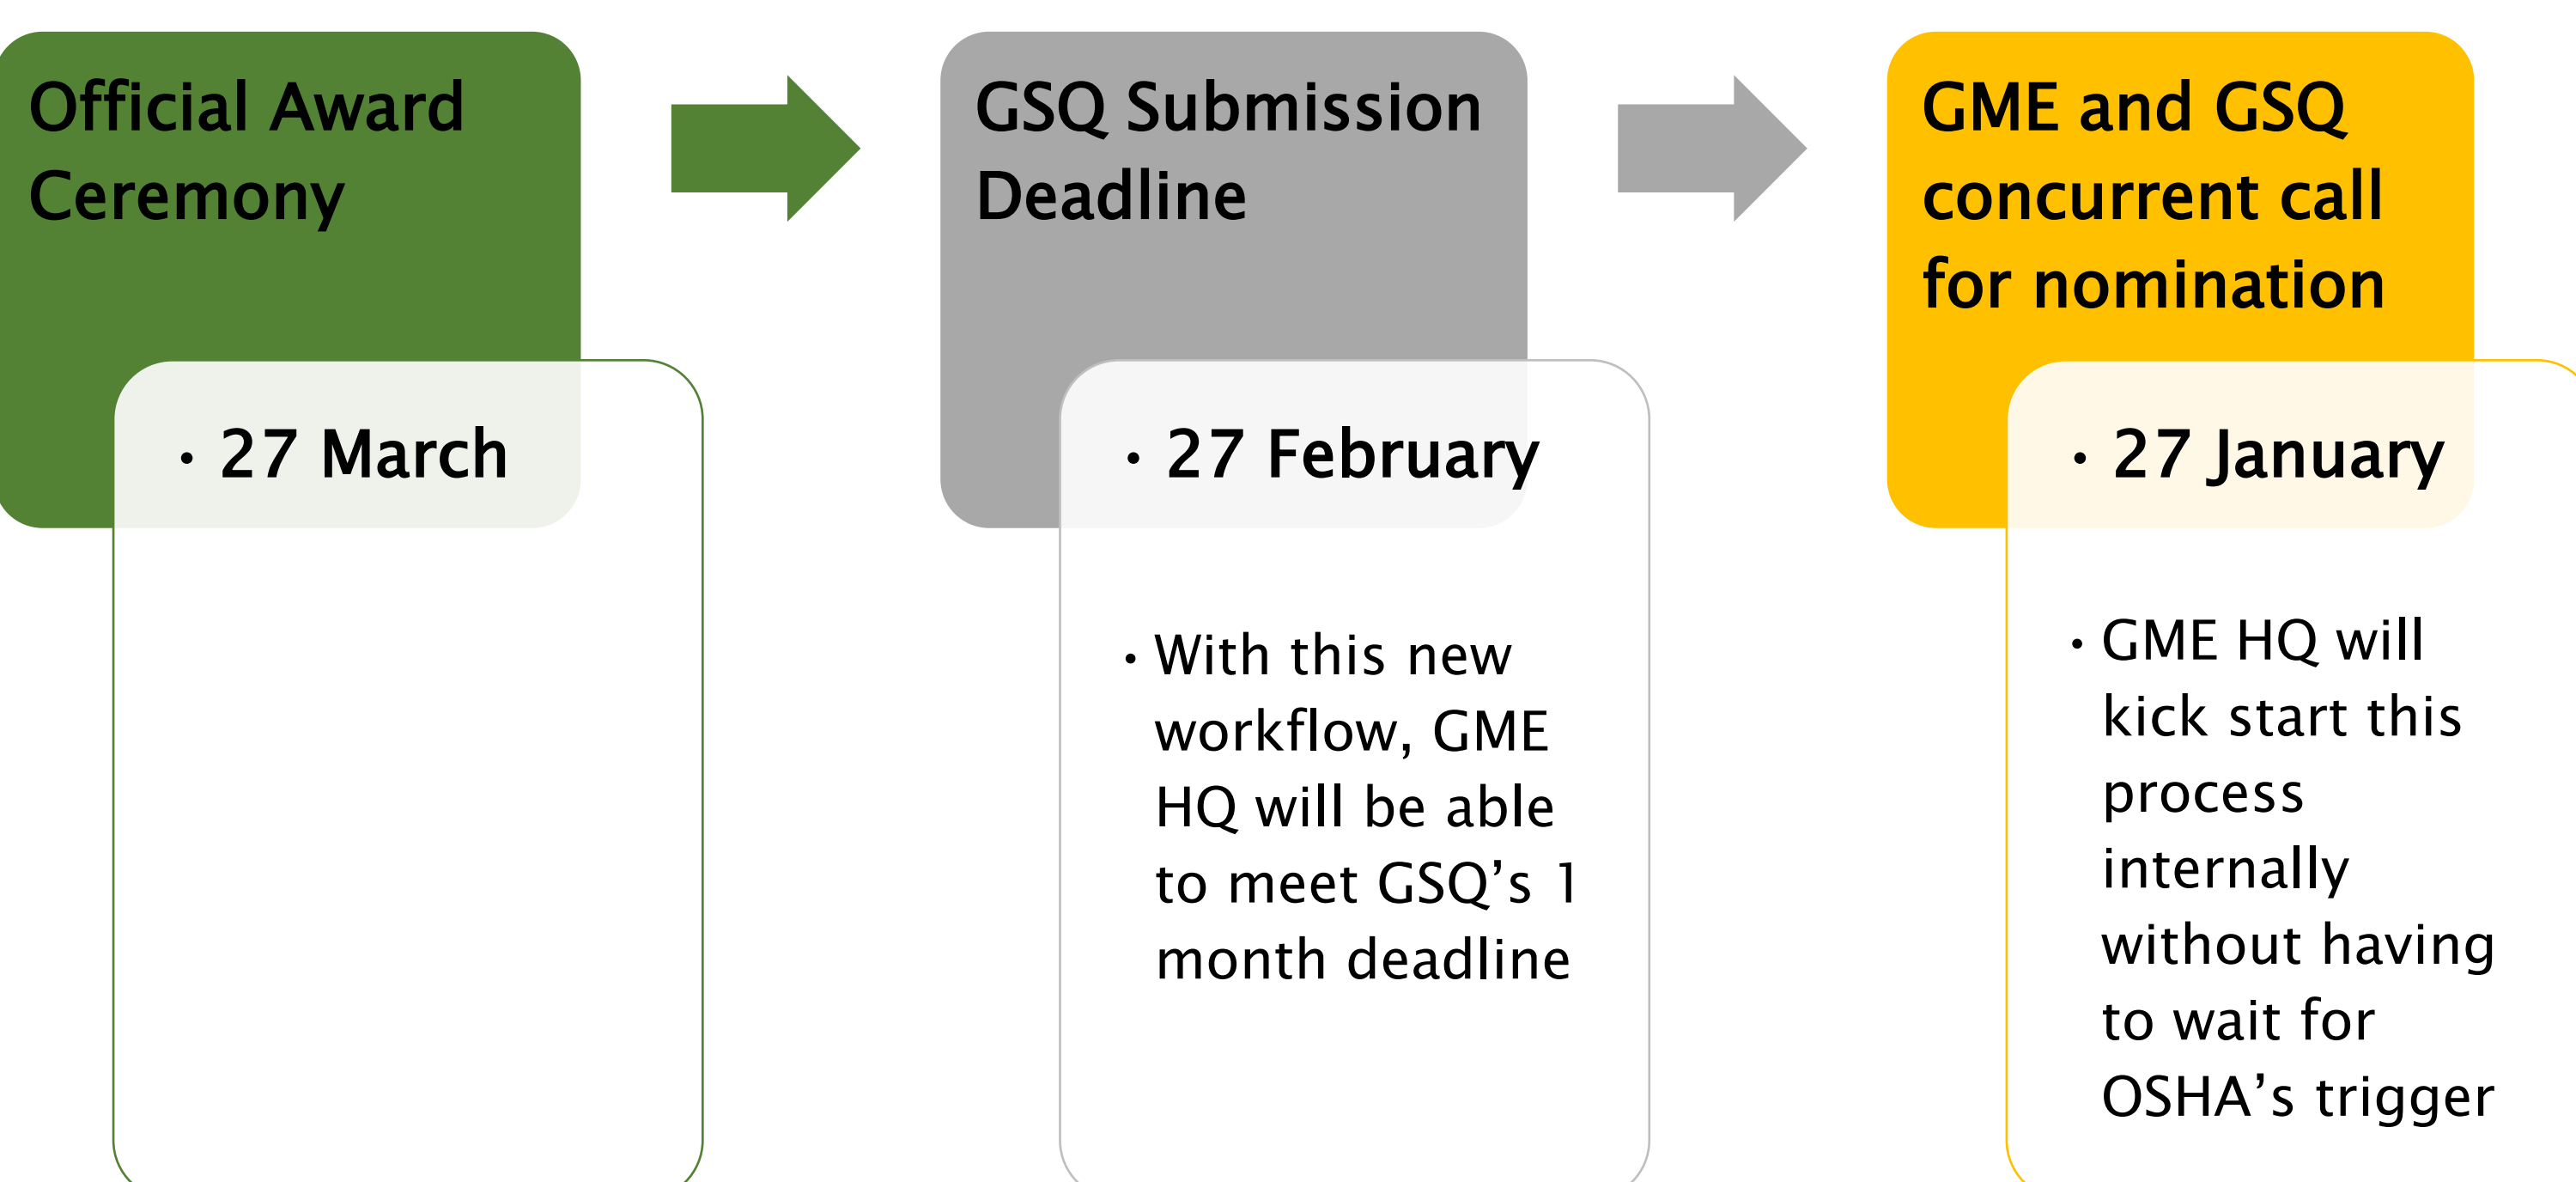 Official Award
Ceremony
• 27 March
GSQ Submission
Deadline
• 27 February
• With this new
workflow, GME
HQ will be able
to meet GSQ’s 1
month deadline
GME and GSQ
concurrent call
for nomination
• 27 January
• GME HQ will
kick start this
process
internally
without having
to wait for
OSHA’s trigger